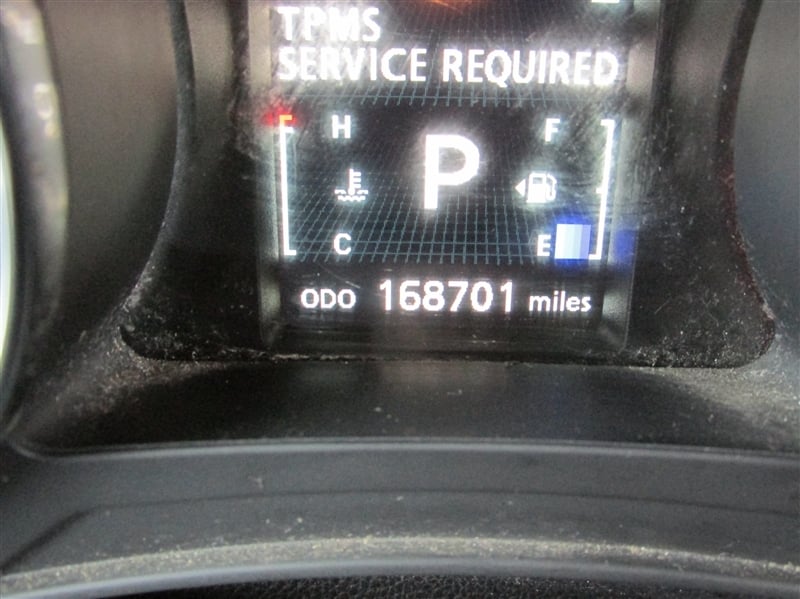 TPMS
SERVICE REQUIRED
H F
P
C E
ODO 168701 miles